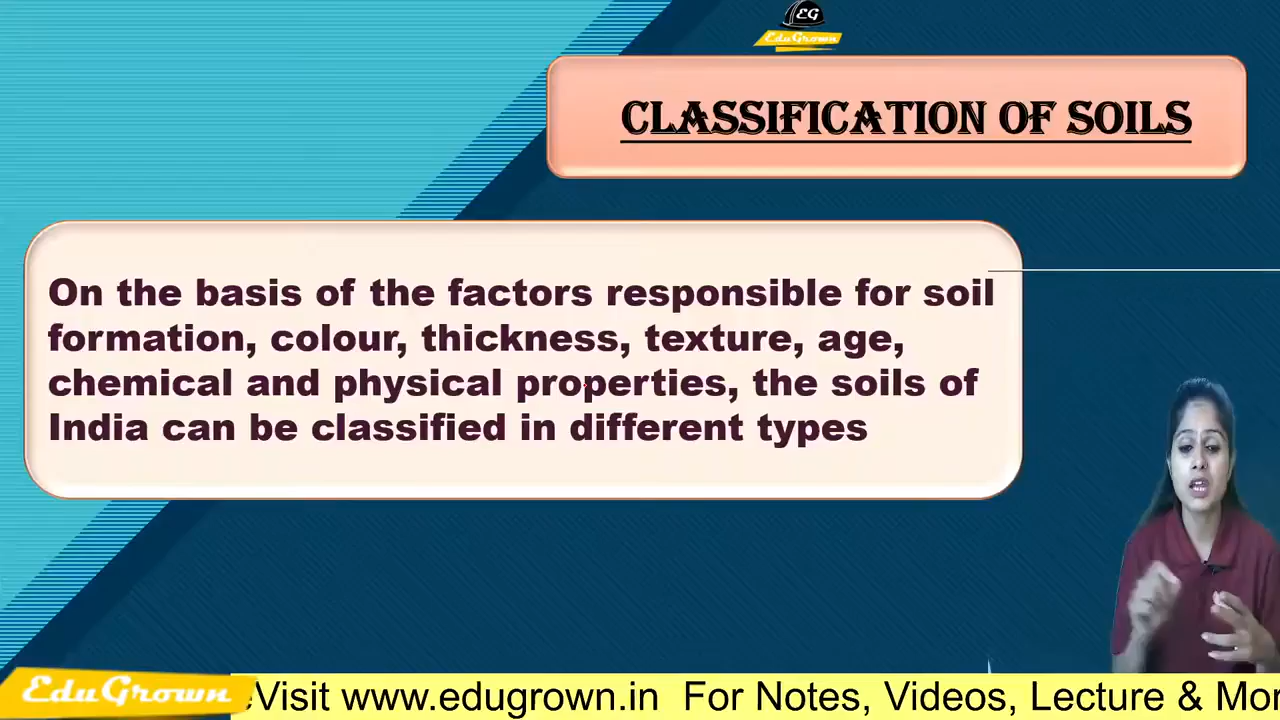 EG
EduGrown
CLASSIFICATION OF SOILS
On the basis of the factors responsible for soil
formation, colour, thickness, texture, age,
chemical and physical properties, the soils of
India can be classified in different types
EduGrown
Visit www.edugrown.in For Notes, Videos, Lecture &